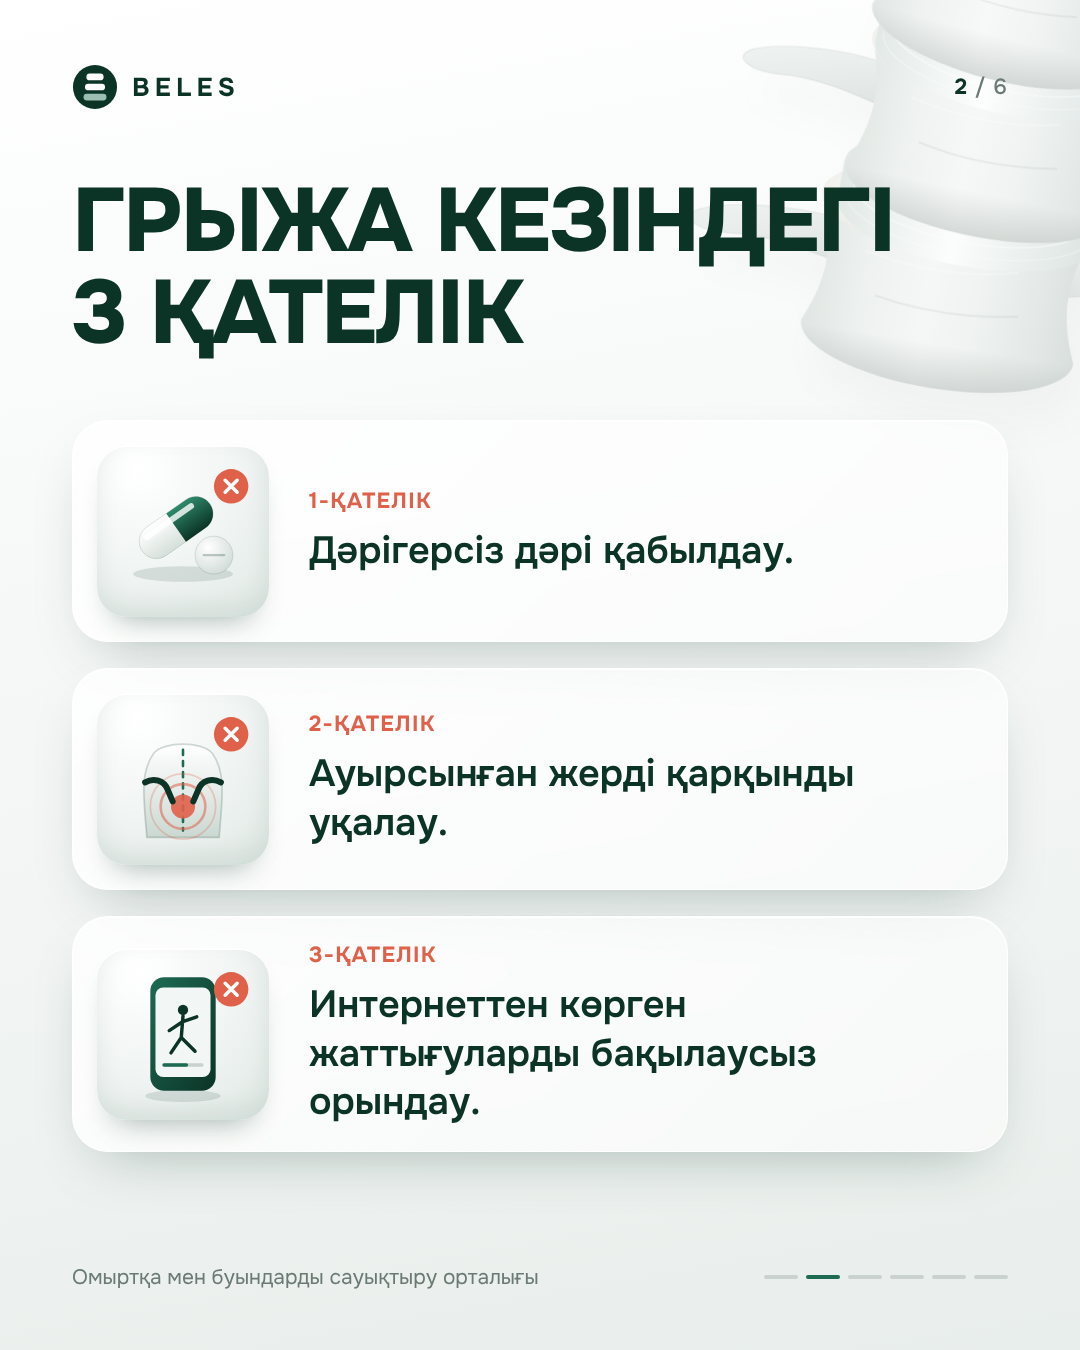 BELES
2 / 6
ГРЫЖА КЕЗІНДЕГІ
3 ҚАТЕЛІК
1-ҚАТЕЛІК
Дәрігерсіз дәрі қабылдау.
2-ҚАТЕЛІК
Ауырсынған жерді қарқынды
уқалау.
3-ҚАТЕЛІК
Интернеттен көрген
жаттығуларды бақылаусыз
орындау.
Омыртқа мен буындарды сауықтыру орталығы